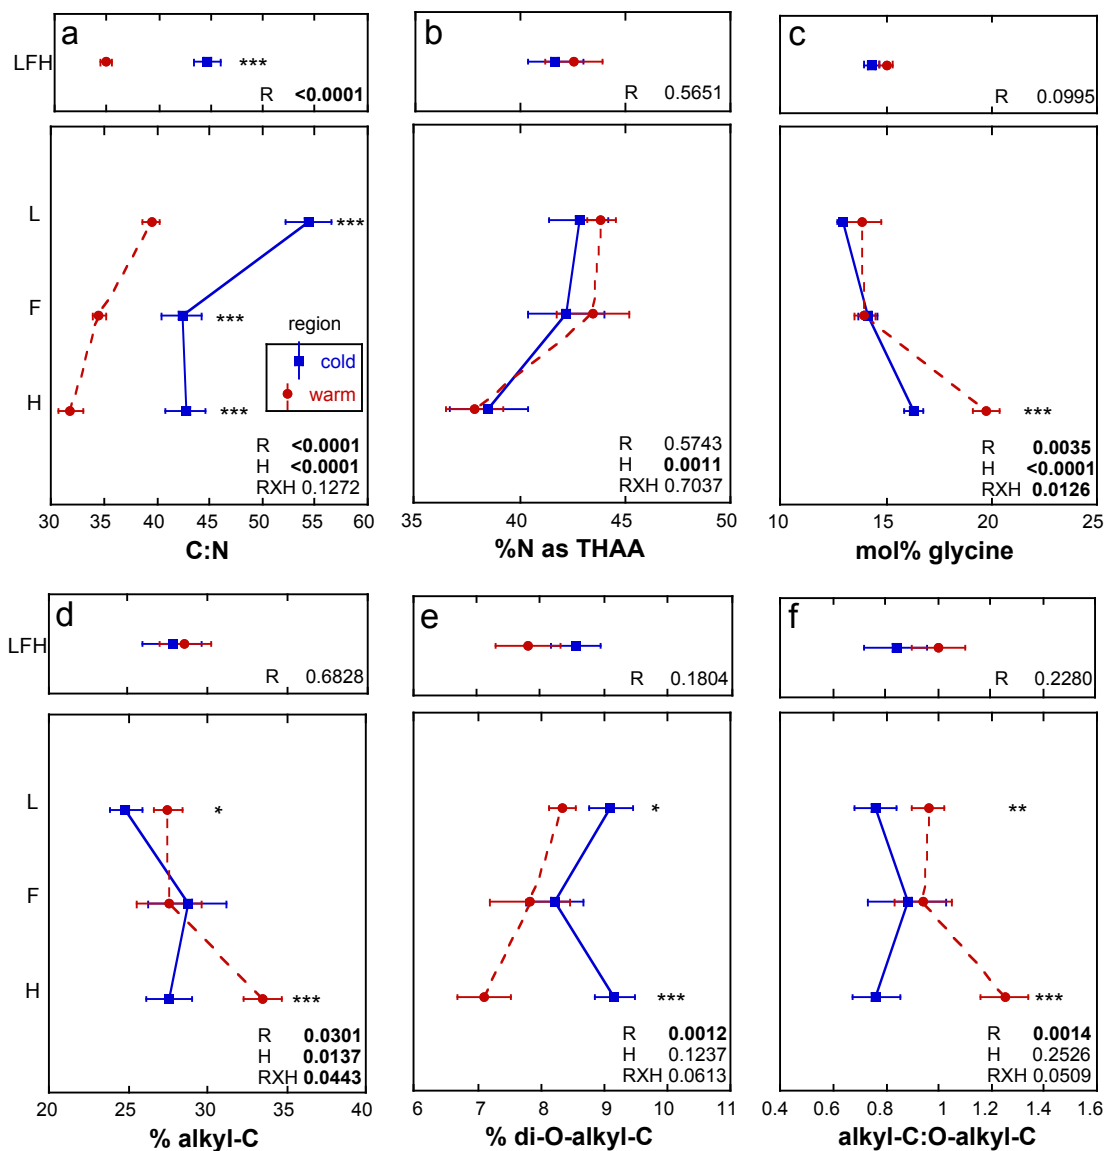 a
b
c
LFH
***
R <0.0001
R 0.5651
R 0.0995
L
***
F
***
region
cold
warm
H
***
***
R <0.0001
H <0.0001
RXH 0.1272
R 0.5743
H 0.0011
RXH 0.7037
R 0.0035
H <0.0001
RXH 0.0126
30 35 40 45 50 55 60
35 40 45 50
10 15 20 25
C:N
%N as THAA
mol% glycine
d
e
f
LFH
R 0.6828
R 0.1804
R 0.2280
L
*
*
**
F
H
***
***
***
R 0.0301
H 0.0137
RXH 0.0443
R 0.0012
H 0.1237
RXH 0.0613
R 0.0014
H 0.2526
RXH 0.0509
20 25 30 35 40
6 7 8 9 10 11
0.4 0.6 0.8 1.0 1.2 1.4 1.6
% alkyl-C
% di-O-alkyl-C
alkyl-C:O-alkyl-C